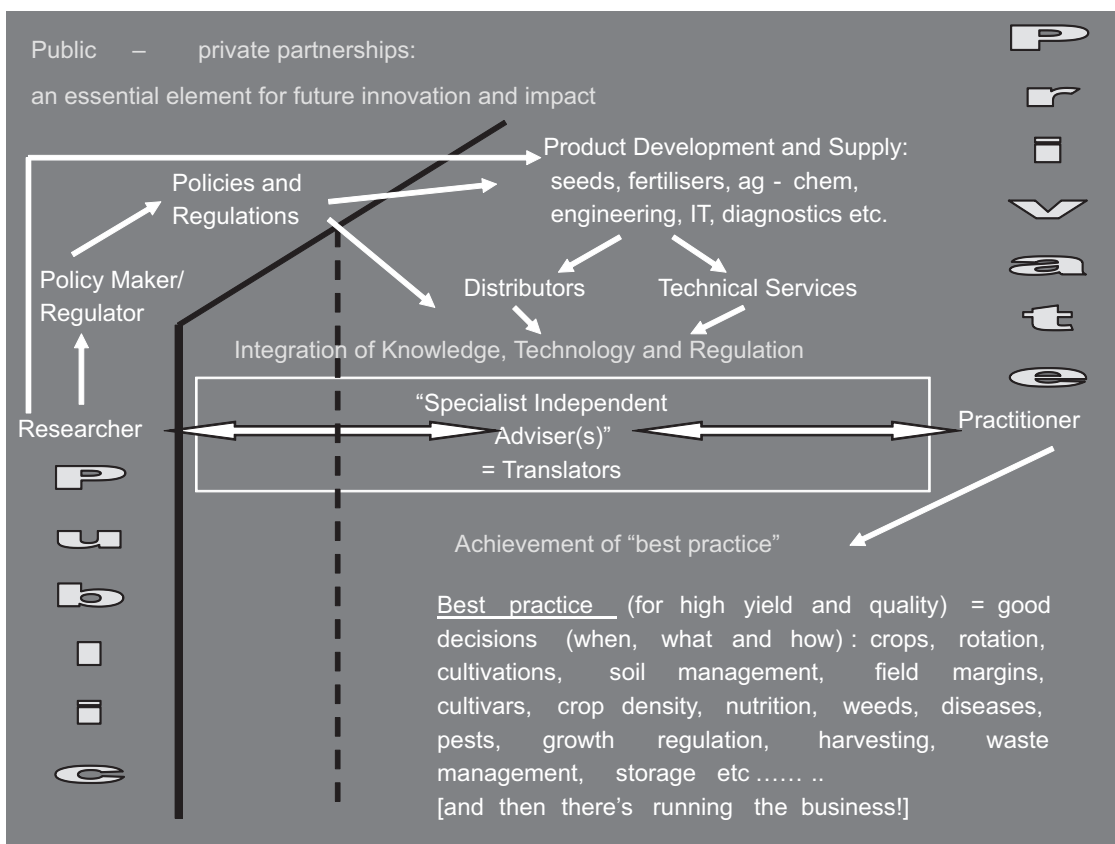 Public – private partnerships:
an essential element for future innovation and impact
Product Development and Supply:
seeds, fertilisers, ag - chem,
engineering, IT, diagnostics etc.
Policies and
Regulations
Policy Maker/
Regulator
Distributors
Technical Services
Integration of Knowledge, Technology and Regulation
Researcher
“Specialist Independent
Adviser(s)”
= Translators
Practitioner
Achievement of “best practice”
Best practice (for high yield and quality) = good
decisions (when, what and how) : crops, rotation,
cultivations, soil management, field margins,
cultivars, crop density, nutrition, weeds, diseases,
pests, growth regulation, harvesting, waste
management, storage etc …… ..
[and then there’s running the business!]
P
u
b
l
i
c
P
r
i
v
a
t
e